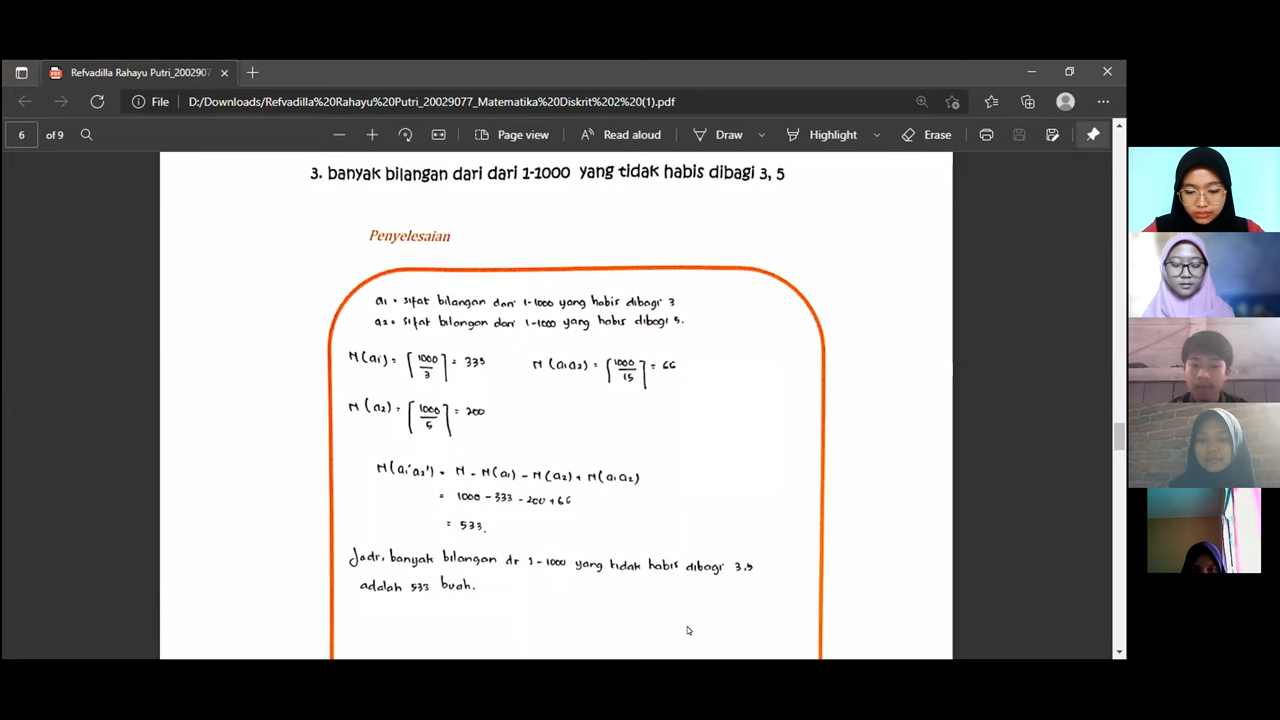 Refvadilla Rahayu Putri_20029077
File
D:/Downloads/Refvadilla%20Rahayu%20Putri_20029077_Matematika%20Diskrit%202%20(1).pdf
6 of 9
Page view
Read aloud
Draw
Highlight
Erase
3. banyak bilangan dari dari 1-1000 yang tidak habis dibagi 3, 5
Penyelesaian
a1 = sifat bilangan dari 1-1000 yang habis dibagi 3
a2 = sifat bilangan dari 1-1000 yang habis dibagi 5.
N(a1) = ⌈1000/3⌉ = 333 N(a1a2) = ⌈1000/15⌉ = 66
N(a2) = ⌈1000/5⌉ = 200
N(a1'a2') = N - N(a1) - N(a2) + N(a1a2)
= 1000 - 333 - 200 + 66
= 533.
Jadi, banyak bilangan dr 1-1000 yang tidak habis dibagi 3,5
adalah 533 buah.